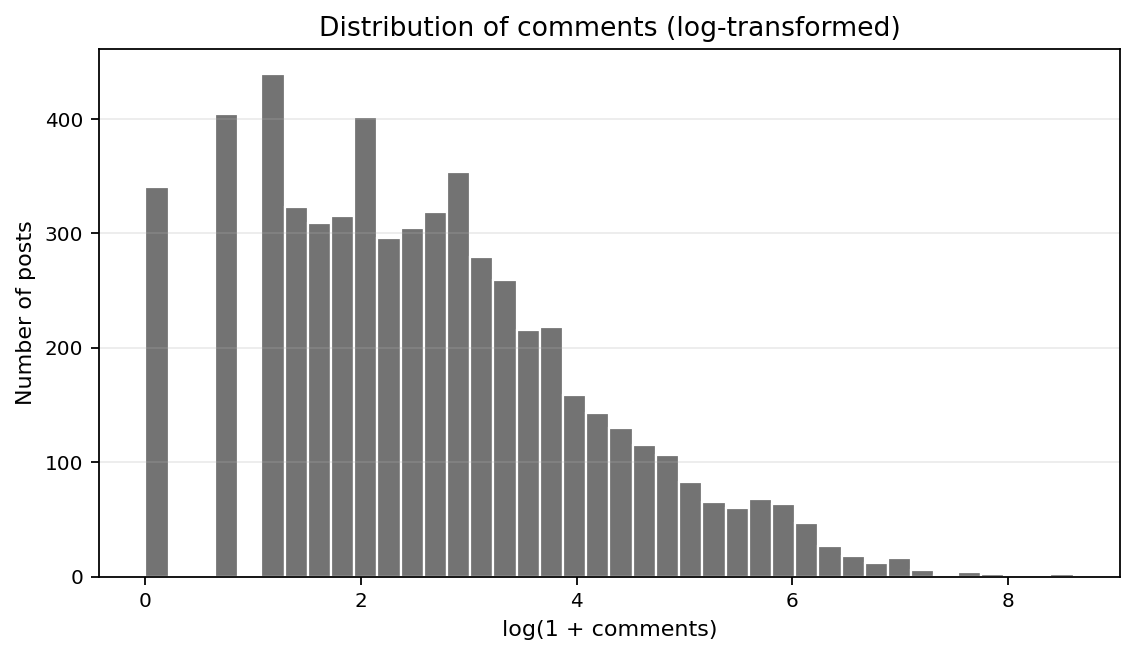 Distribution of comments (log-transformed)
Number of posts
400
300
200
100
0
0 2 4 6 8
log(1 + comments)